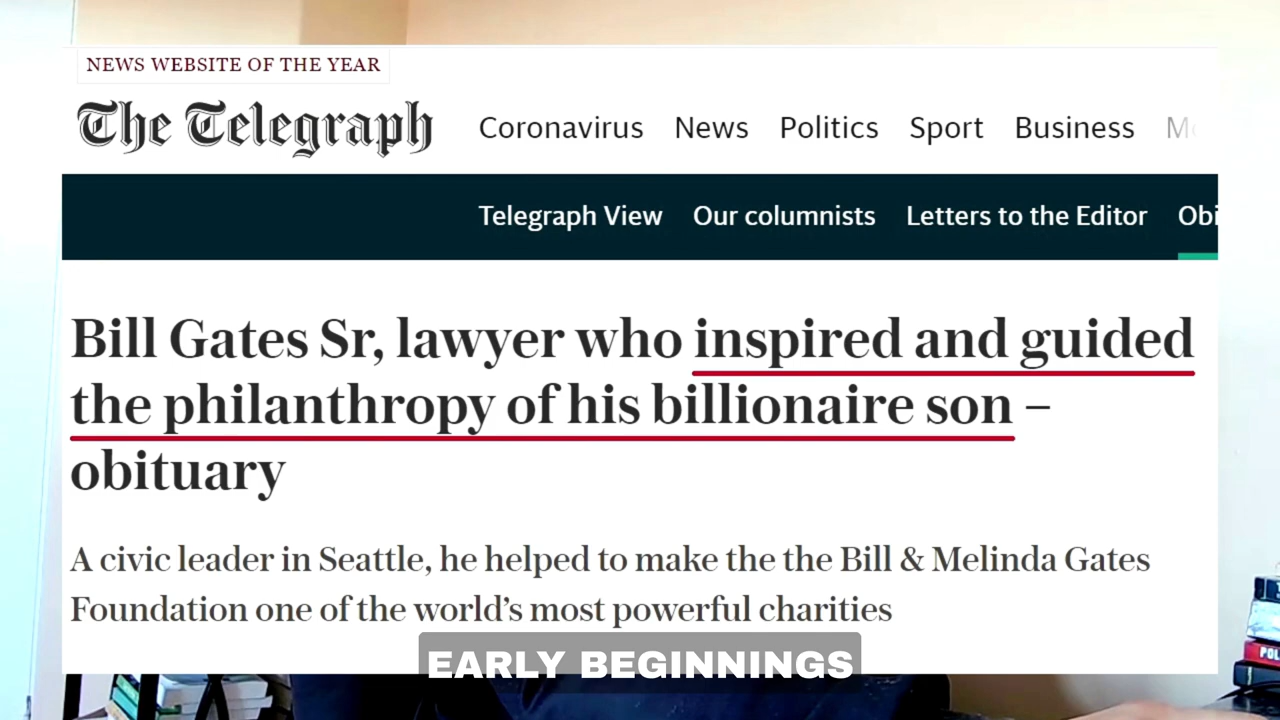 NEWS WEBSITE OF THE YEAR
The Telegraph
Coronavirus News Politics Sport Business
Telegraph View Our columnists Letters to the Editor
Bill Gates Sr, lawyer who inspired and guided
the philanthropy of his billionaire son –
obituary
A civic leader in Seattle, he helped to make the the Bill & Melinda Gates
Foundation one of the world’s most powerful charities
EARLY BEGINNINGS